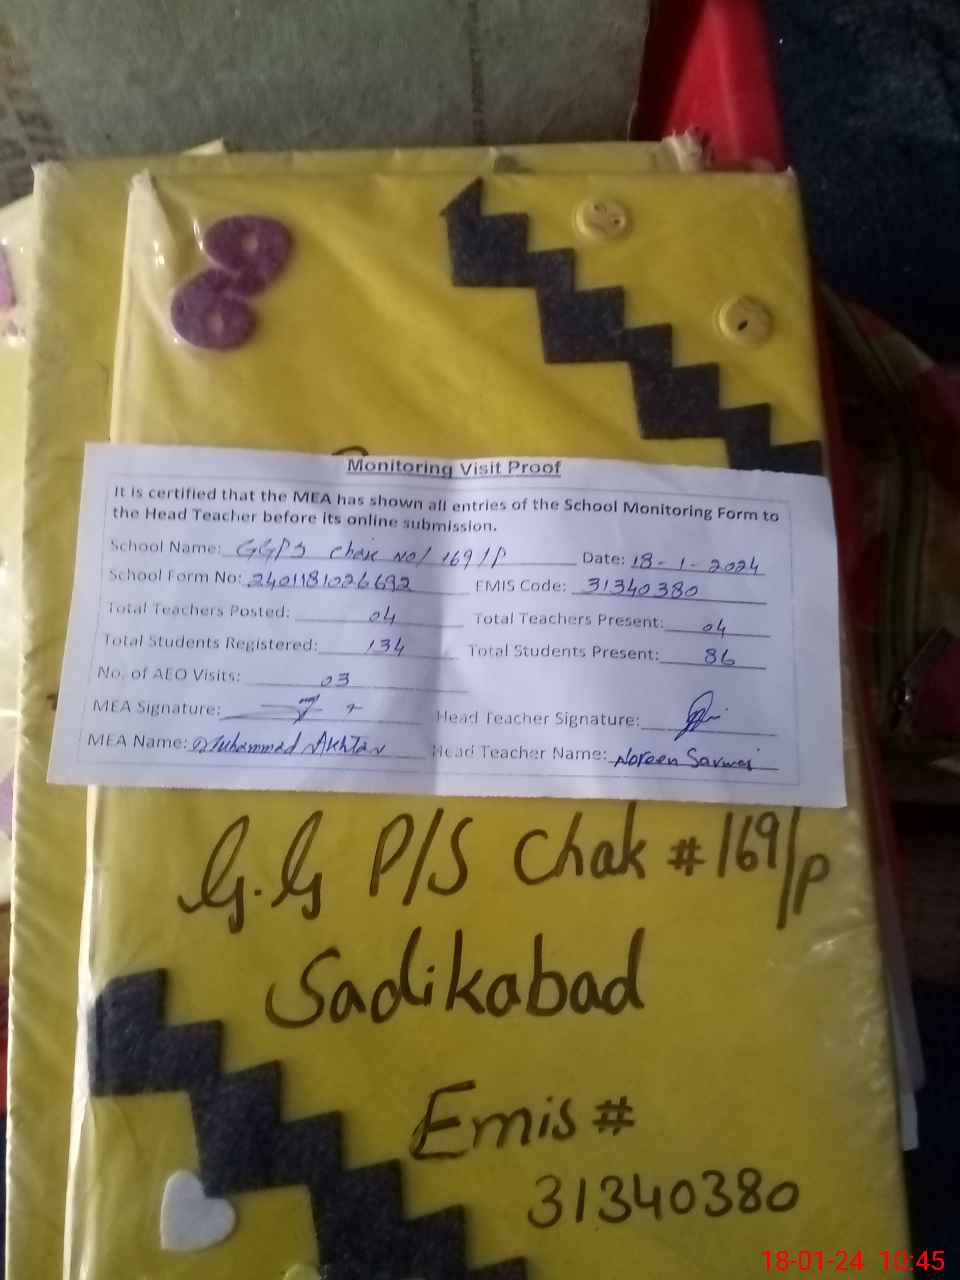 Monitoring Visit Proof
It is certified that the MEA has shown all entries of the School Monitoring Form to
the Head Teacher before its online submission.
School Name: GGPS Chak No/ 169/P Date: 18-1-2024
School Form No: 2401181026692 EMIS Code: 31340380
Total Teachers Posted: 04 Total Teachers Present: 04
Total Students Registered: 134 Total Students Present: 86
No. of AEO Visits: 03
MEA Signature: Head Teacher Signature:
MEA Name: Muhammad Akhtar Head Teacher Name: Noreen
G.G P/S Chak # 169/P
Sadikabad
Emis #
31340380
18-01-24 10:45